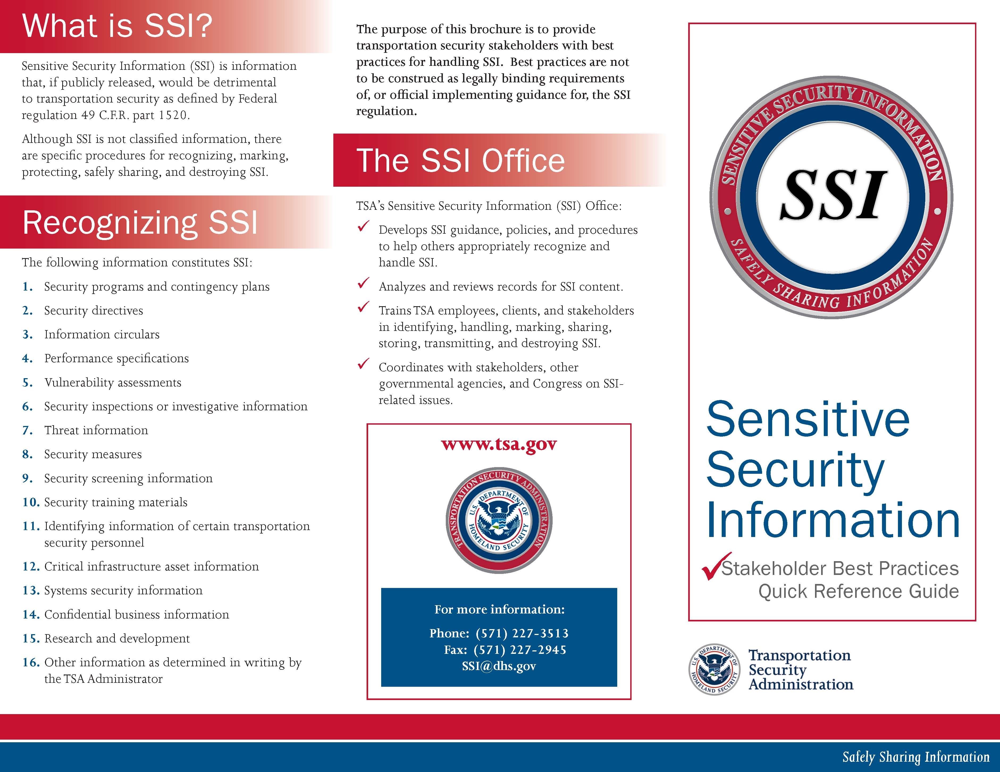 What is SSI?
Sensitive Security Information (SSI) is information
that, if publicly released, would be detrimental
to transportation security as defined by Federal
regulation 49 C.F.R. part 1520.
Although SSI is not classified information, there
are specific procedures for recognizing, marking,
protecting, safely sharing, and destroying SSI.
Recognizing SSI
The following information constitutes SSI:
1. Security programs and contingency plans
2. Security directives
3. Information circulars
4. Performance specifications
5. Vulnerability assessments
6. Security inspections or investigative information
7. Threat information
8. Security measures
9. Security screening information
10. Security training materials
11. Identifying information of certain transportation
security personnel
12. Critical infrastructure asset information
13. Systems security information
14. Confidential business information
15. Research and development
16. Other information as determined in writing by
the TSA Administrator
The purpose of this brochure is to provide
transportation security stakeholders with best
practices for handling SSI. Best practices are not
to be construed as legally binding requirements
of, or official implementing guidance for, the SSI
regulation.
The SSI Office
TSA's Sensitive Security Information (SSI) Office:
✓ Develops SSI guidance, policies, and procedures
to help others appropriately recognize and
handle SSI.
✓ Analyzes and reviews records for SSI content.
✓ Trains TSA employees, clients, and stakeholders
in identifying, handling, marking, sharing,
storing, transmitting, and destroying SSI.
✓ Coordinates with stakeholders, other
governmental agencies, and Congress on SSI-
related issues.
www.tsa.gov
TRANSPORTATION SECURITY ADMINISTRATION
U.S. DEPARTMENT OF
HOMELAND SECURITY
For more information:
Phone: (571) 227-3513
Fax: (571) 227-2945
SSI@dhs.gov
SENSITIVE SECURITY INFORMATION
SSI
SAFELY SHARING INFORMATION
Sensitive
Security
Information
✓Stakeholder Best Practices
Quick Reference Guide
U.S. DEPARTMENT OF
HOMELAND SECURITY
Transportation
Security
Administration
Safely Sharing Information